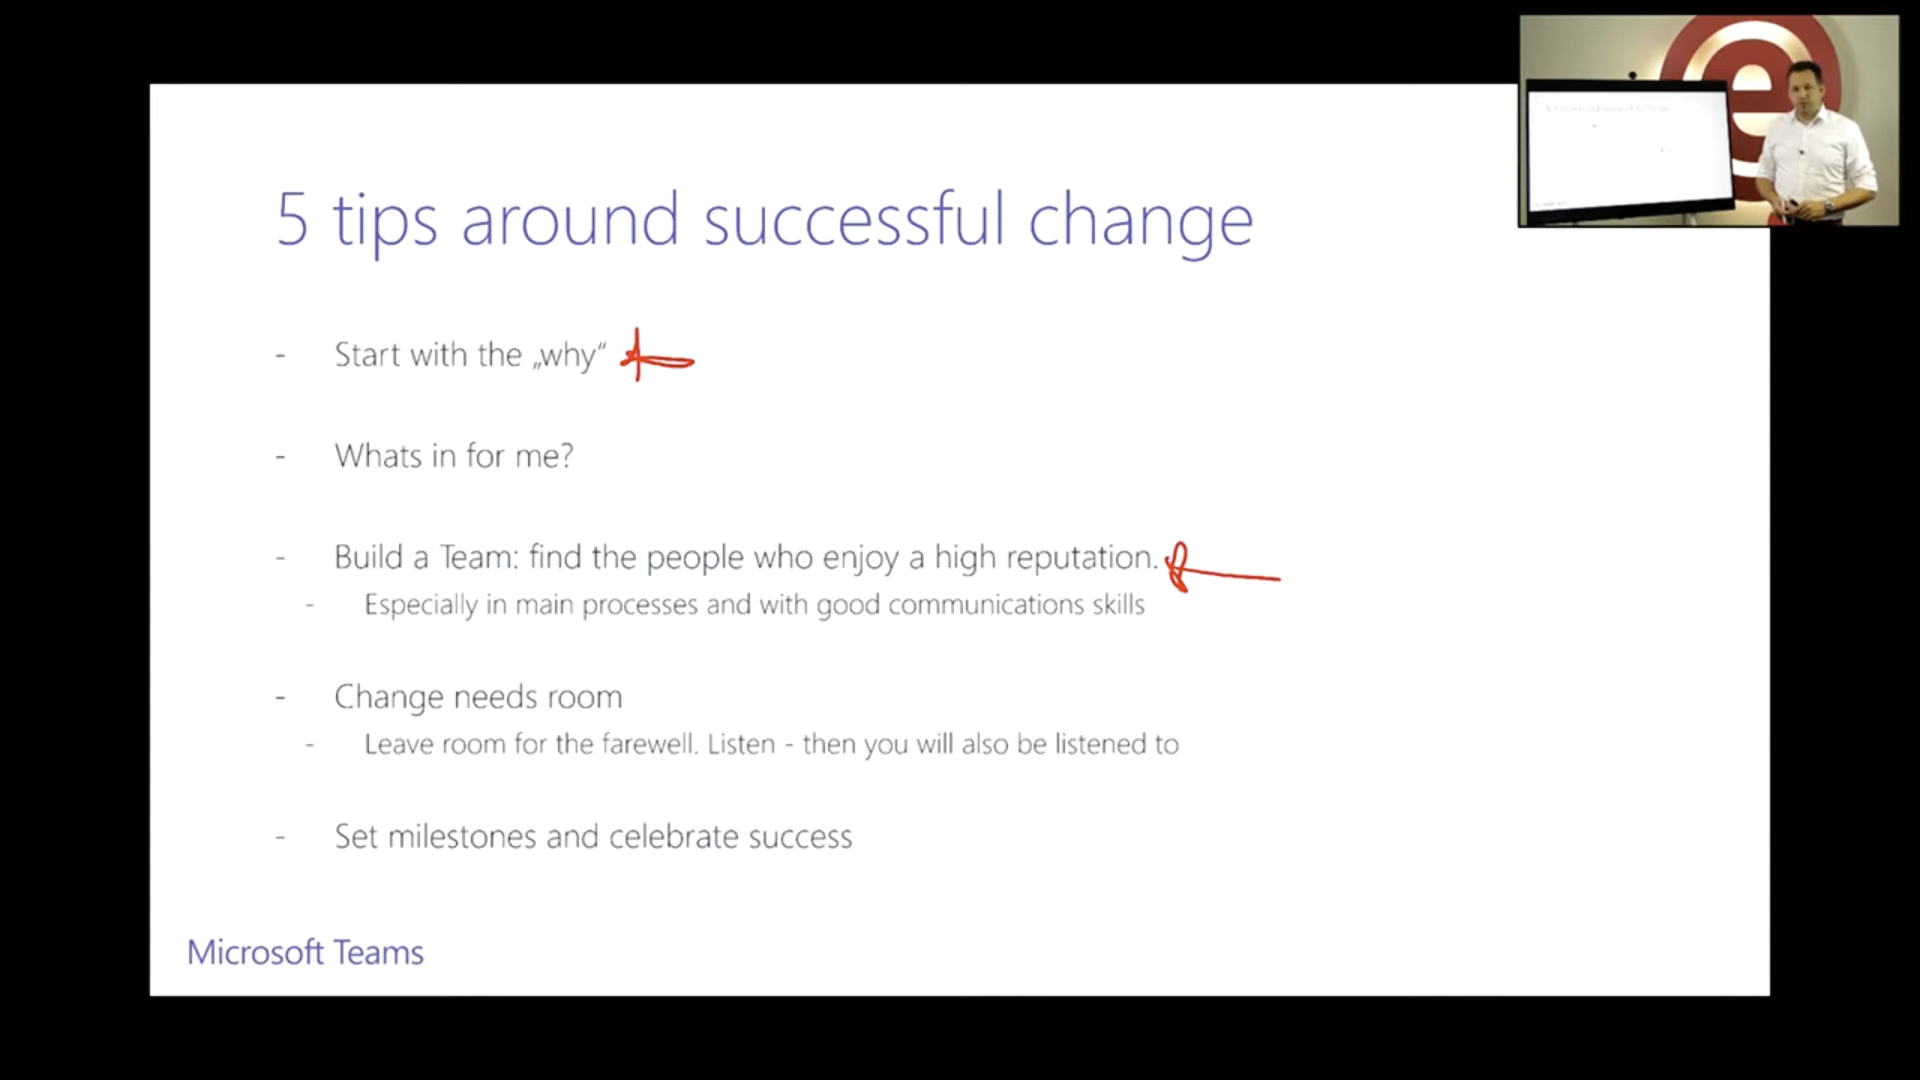 5 tips around successful change
- Start with the „why“
- Whats in for me?
- Build a Team: find the people who enjoy a high reputation.
- Especially in main processes and with good communications skills
- Change needs room
- Leave room for the farewell. Listen - then you will also be listened to
- Set milestones and celebrate success
Microsoft Teams
e